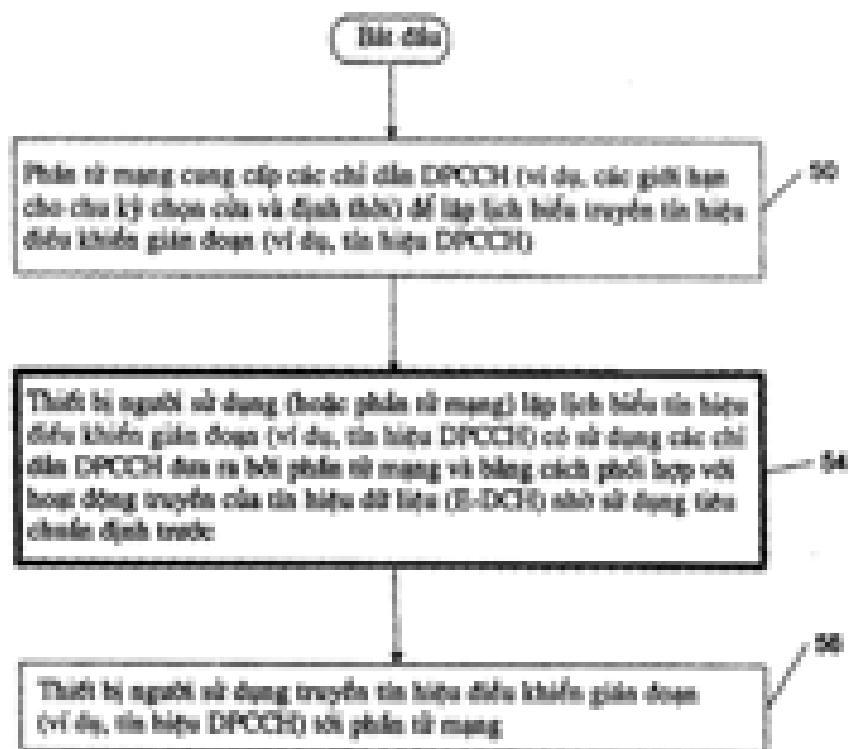 Bắt đầu
Phần tử mạng cung cấp các chỉ dẫn DPCCH (ví dụ, các giới hạn
cho chu kỳ chọn cửa và định thời) để lập lịch biểu truyền tín hiệu
điều khiển gián đoạn (ví dụ, tín hiệu DPCCH)
50
Thiết bị người sử dụng (hoặc phần tử mạng) lập lịch biểu tín hiệu
điều khiển gián đoạn (ví dụ, tín hiệu DPCCH) có sử dụng các chỉ
dẫn DPCCH đưa ra bởi phần tử mạng và bằng cách phối hợp với
hoạt động truyền của tín hiệu dữ liệu (E-DCH) nhờ sử dụng tiêu
chuẩn định trước
54
Thiết bị người sử dụng truyền tín hiệu điều khiển gián đoạn
(ví dụ, tín hiệu DPCCH) tới phần tử mạng
56